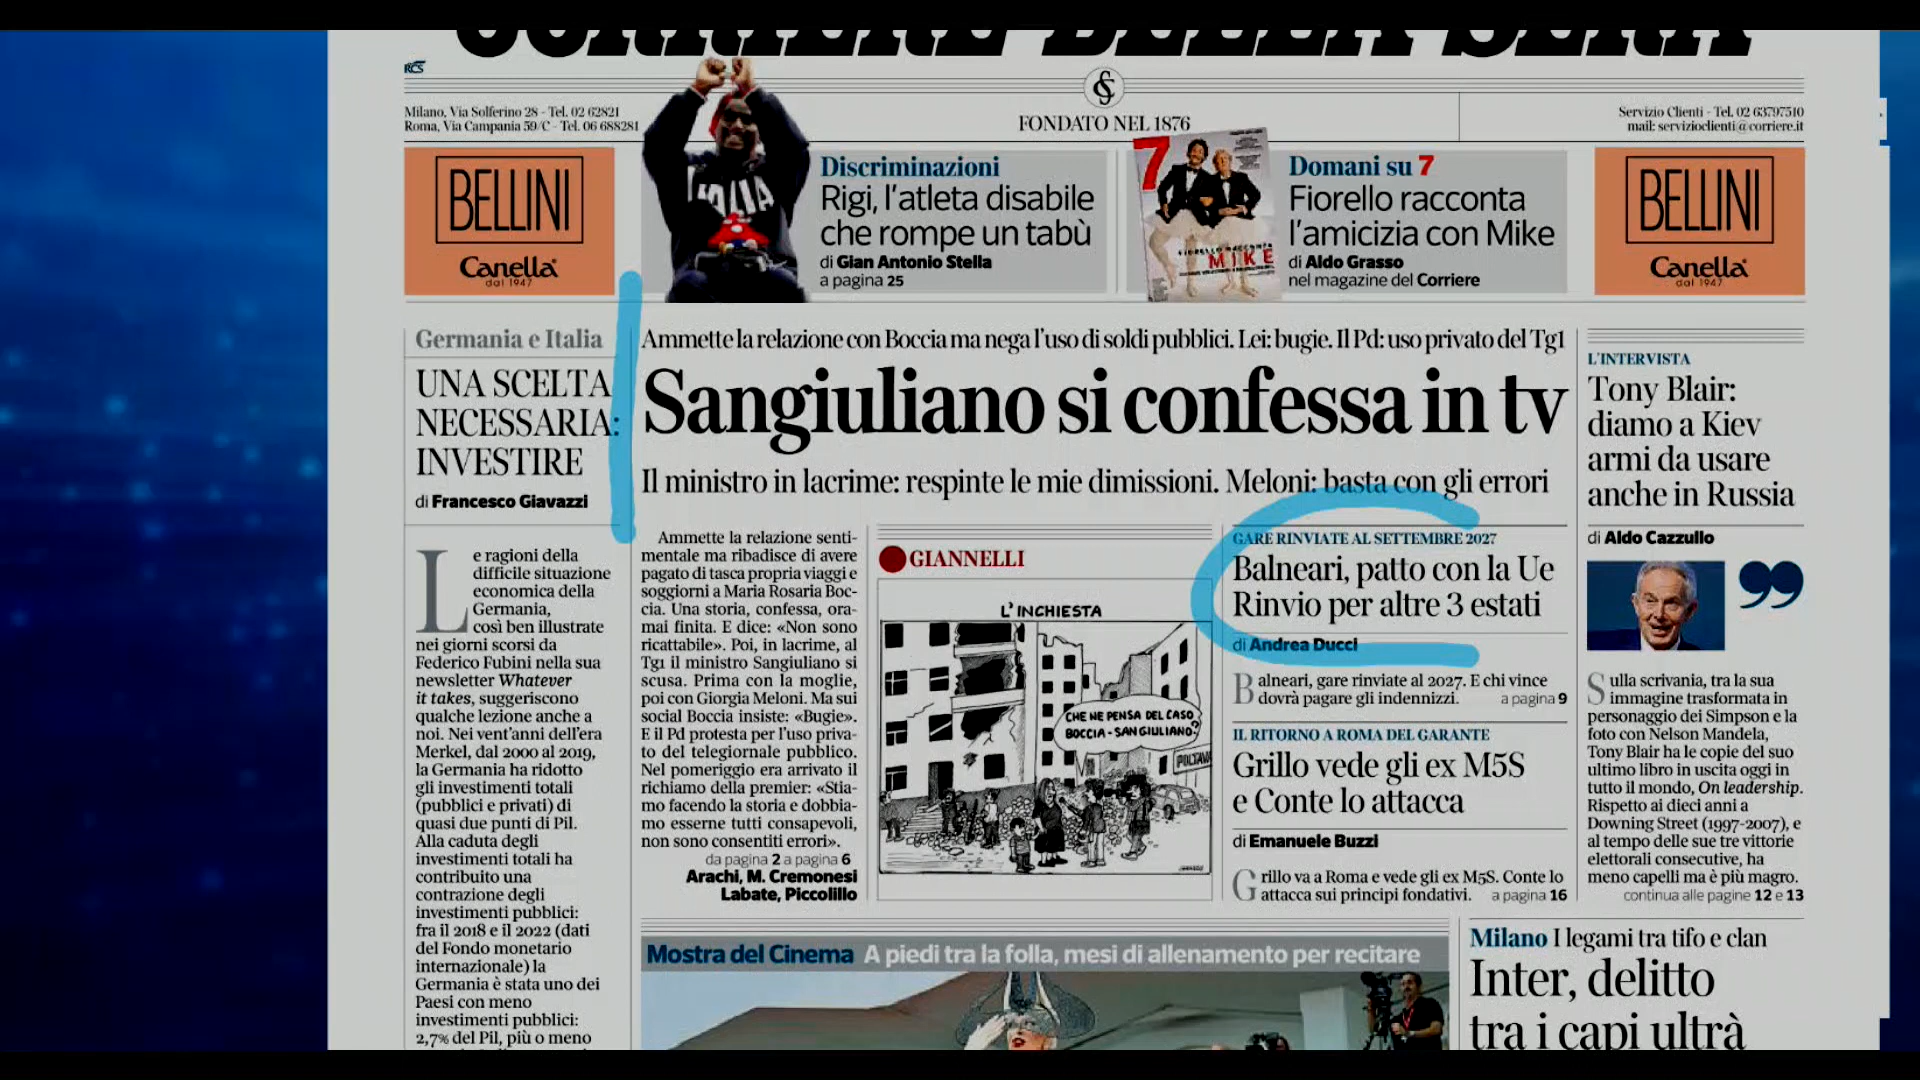 CORRIERE DELLA SERA
RCS
Milano, Via Solferino 28 - Tel. 02 62821
Roma, Via Campania 59/C - Tel. 06 688281
FONDATO NEL 1876
Servizio Clienti - Tel. 02 63797510
mail: servizioclienti@corriere.it
BELLINI
Canella
dal 1947
Discriminazioni
Rigi, l'atleta disabile
che rompe un tabù
di Gian Antonio Stella
a pagina 25
7
FIORELLO RACCONTA
MIKE
Domani su 7
Fiorello racconta
l'amicizia con Mike
di Aldo Grasso
nel magazine del Corriere
BELLINI
Canella
dal 1947
Germania e Italia
UNA SCELTA
NECESSARIA:
INVESTIRE
di Francesco Giavazzi
Le ragioni della
difficile situazione
economica della
Germania,
così ben illustrate
nei giorni scorsi da
Federico Fubini nella sua
newsletter Whatever
it takes, suggeriscono
qualche lezione anche a
noi. Nei vent'anni dell'era
Merkel, dal 2000 al 2019,
la Germania ha ridotto
gli investimenti totali
(pubblici e privati) di
quasi due punti di Pil.
Alla caduta degli
investimenti totali ha
contribuito una
contrazione degli
investimenti pubblici:
fra il 2018 e il 2022 (dati
del Fondo monetario
internazionale) la
Germania è stata uno dei
Paesi con meno
investimenti pubblici:
2,7% del Pil, più o meno
Ammette la relazione con Boccia ma nega l'uso di soldi pubblici. Lei: bugie. Il Pd: uso privato del Tg1
Sangiuliano si confessa in tv
Il ministro in lacrime: respinte le mie dimissioni. Meloni: basta con gli errori
Ammette la relazione senti-
mentale ma ribadisce di avere
pagato di tasca propria viaggi e
soggiorni a Maria Rosaria Boc-
cia. Una storia, confessa, ora-
mai finita. E dice: «Non sono
ricattabile». Poi, in lacrime, al
Tg1 il ministro Sangiuliano si
scusa. Prima con la moglie,
poi con Giorgia Meloni. Ma sui
social Boccia insiste: «Bugie».
E il Pd protesta per l'uso priva-
to del telegiornale pubblico.
Nel pomeriggio era arrivato il
richiamo della premier: «Stia-
mo facendo la storia e dobbia-
mo esserne tutti consapevoli,
non sono consentiti errori».
da pagina 2 a pagina 6
Arachi, M. Cremonesi
Labate, Piccolillo
GIANNELLI
L'INCHIESTA
CHE NE PENSA DEL CASO
BOCCIA-SANGIULIANO?
POLTAVA
GARE RINVIATE AL SETTEMBRE 2027
Balneari, patto con la Ue
Rinvio per altre 3 estati
di Andrea Ducci
Balneari, gare rinviate al 2027. E chi vince
dovrà pagare gli indennizzi. a pagina 9
IL RITORNO A ROMA DEL GARANTE
Grillo vede gli ex M5S
e Conte lo attacca
di Emanuele Buzzi
Grillo va a Roma e vede gli ex M5S. Conte lo
attacca sui principi fondativi. a pagina 16
L'INTERVISTA
Tony Blair:
diamo a Kiev
armi da usare
anche in Russia
di Aldo Cazzullo
Sulla scrivania, tra la sua
immagine trasformata in
personaggio dei Simpson e la
foto con Nelson Mandela,
Tony Blair ha le copie del suo
ultimo libro in uscita oggi in
tutto il mondo, On leadership.
Rispetto ai dieci anni a
Downing Street (1997-2007), e
al tempo delle sue tre vittorie
elettorali consecutive, ha
meno capelli ma è più magro.
continua alle pagine 12 e 13
Mostra del Cinema A piedi tra la folla, mesi di allenamento per recitare
Milano I legami tra tifo e clan
Inter, delitto
tra i capi ultrà